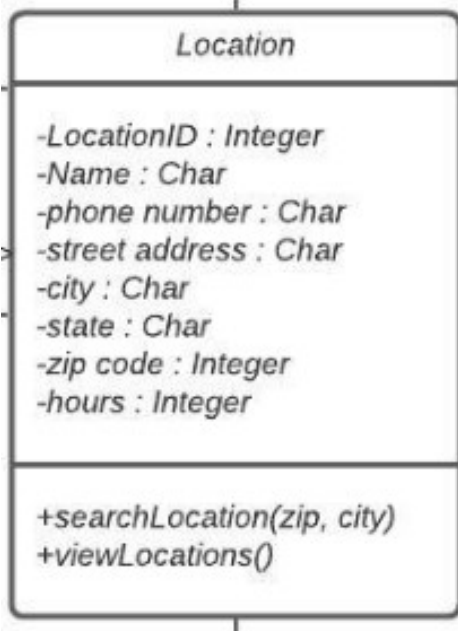 Location
-LocationID : Integer
-Name : Char
-phone number : Char
-street address : Char
-city : Char
-state : Char
-zip code : Integer
-hours : Integer
+searchLocation(zip, city)
+viewLocations()